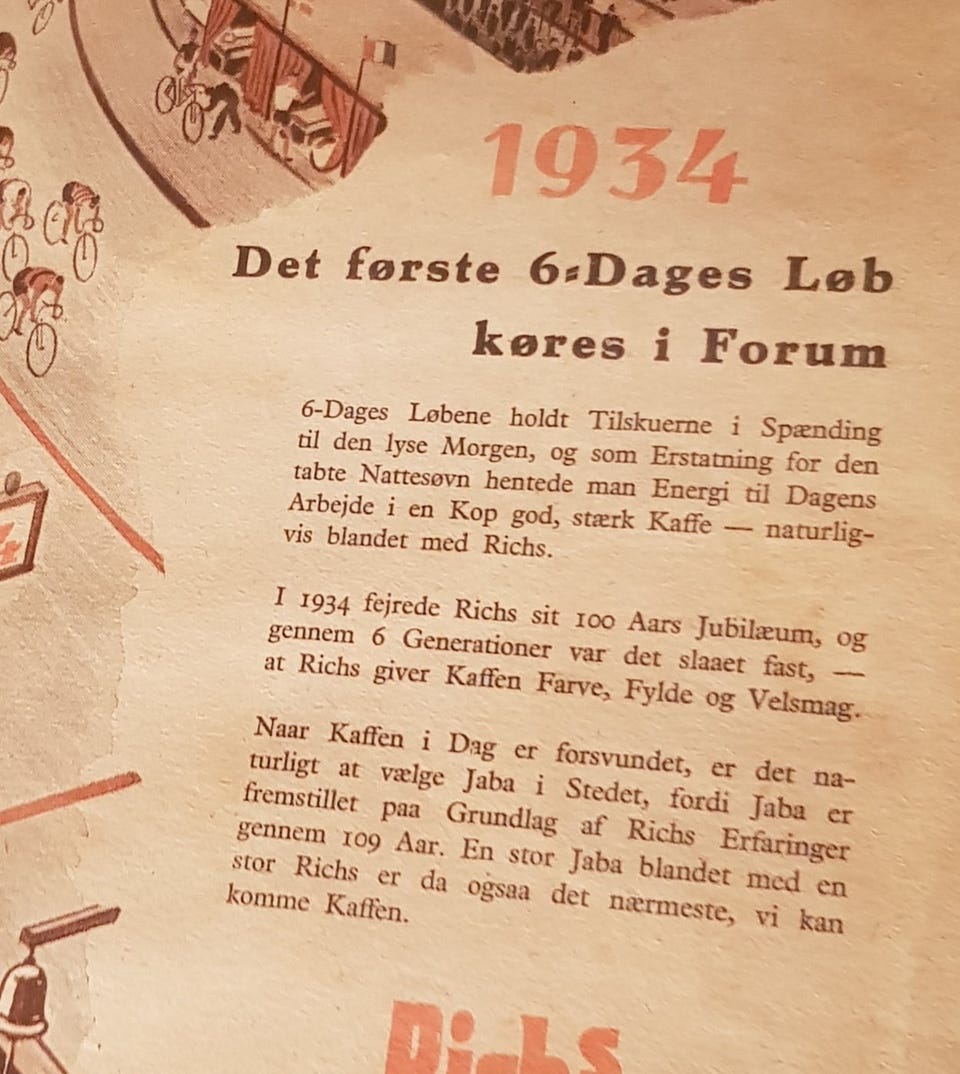 1934
Det første 6-Dages Løb
køres i Forum
6-Dages Løbene holdt Tilskuerne i Spænding
til den lyse Morgen, og som Erstatning for den
tabte Nattesøvn hentede man Energi til Dagens
Arbejde i en Kop god, stærk Kaffe — naturlig-
vis blandet med Richs.
I 1934 fejrede Richs sit 100 Aars Jubilæum, og
gennem 6 Generationer var det slaaet fast, —
at Richs giver Kaffen Farve, Fylde og Velsmag.
Naar Kaffen i Dag er forsvundet, er det na-
turligt at vælge Jaba i Stedet, fordi Jaba er
fremstillet paa Grundlag af Richs Erfaringer
gennem 109 Aar. En stor Jaba blandet med en
stor Richs er da ogsaa det nærmeste, vi kan
komme Kaffen.
Richs